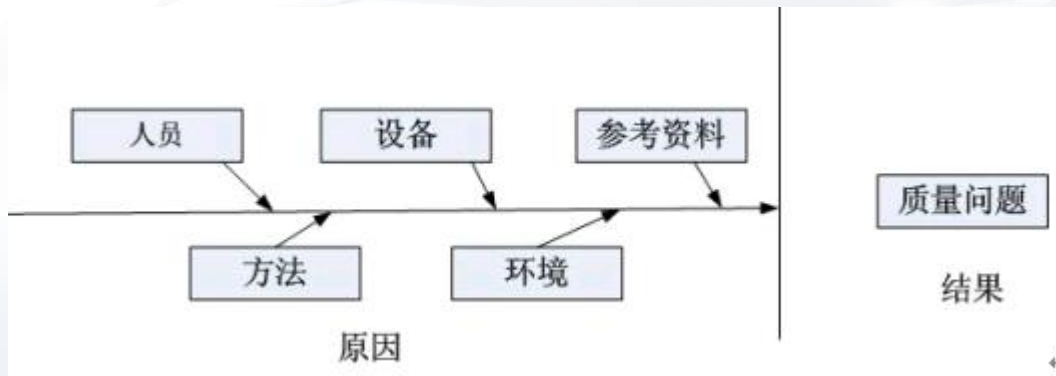 人员
设备
参考资料
质量问题
方法
环境
结果
原因